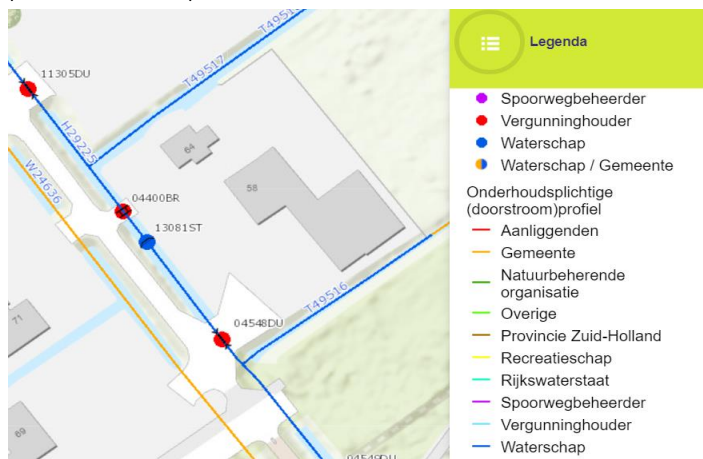 T49515
11305DU
T49517
H29225
64
W24636
58
04400BR
13081ST
T49516
71
04548DU
69
04549DU
Legenda
Spoorwegbeheerder
Vergunninghouder
Waterschap
Waterschap / Gemeente
Onderhoudsplichtige
(doorstroom)profiel
Aanliggenden
Gemeente
Natuurbeherende
organisatie
Overige
Provincie Zuid-Holland
Recreatieschap
Rijkswaterstaat
Spoorwegbeheerder
Vergunninghouder
Waterschap